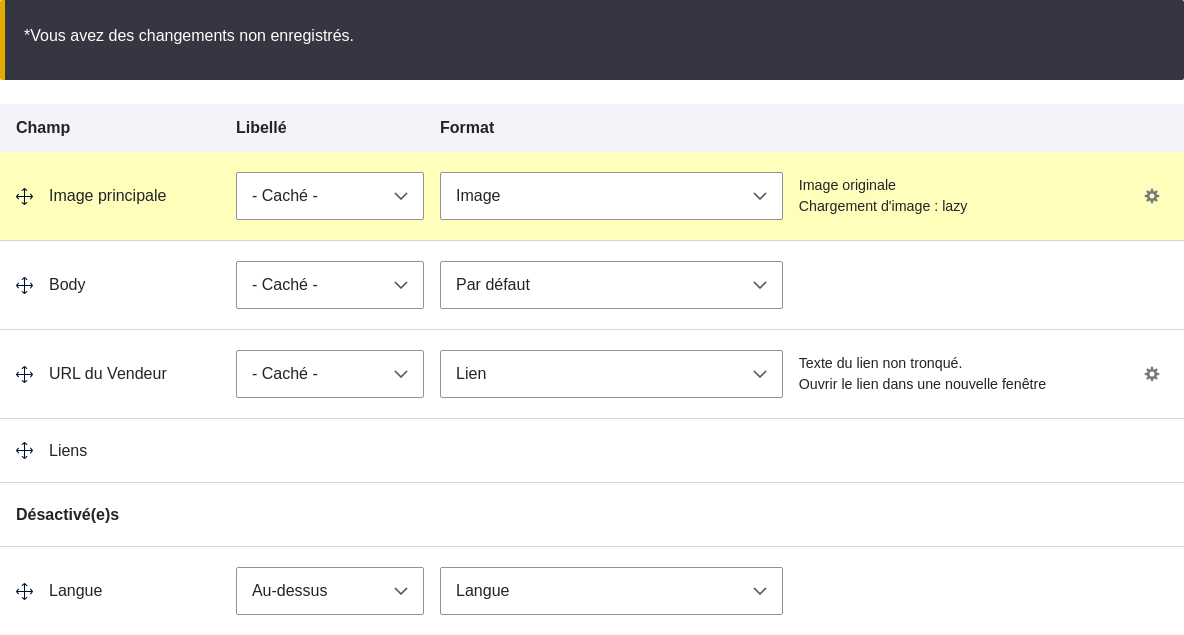 *Vous avez des changements non enregistrés.
Champ Libellé Format
Image principale - Caché - Image Image originale
Chargement d'image : lazy
Body - Caché - Par défaut
URL du Vendeur - Caché - Lien Texte du lien non tronqué.
Ouvrir le lien dans une nouvelle fenêtre
Liens
Désactivé(e)s
Langue Au-dessus Langue